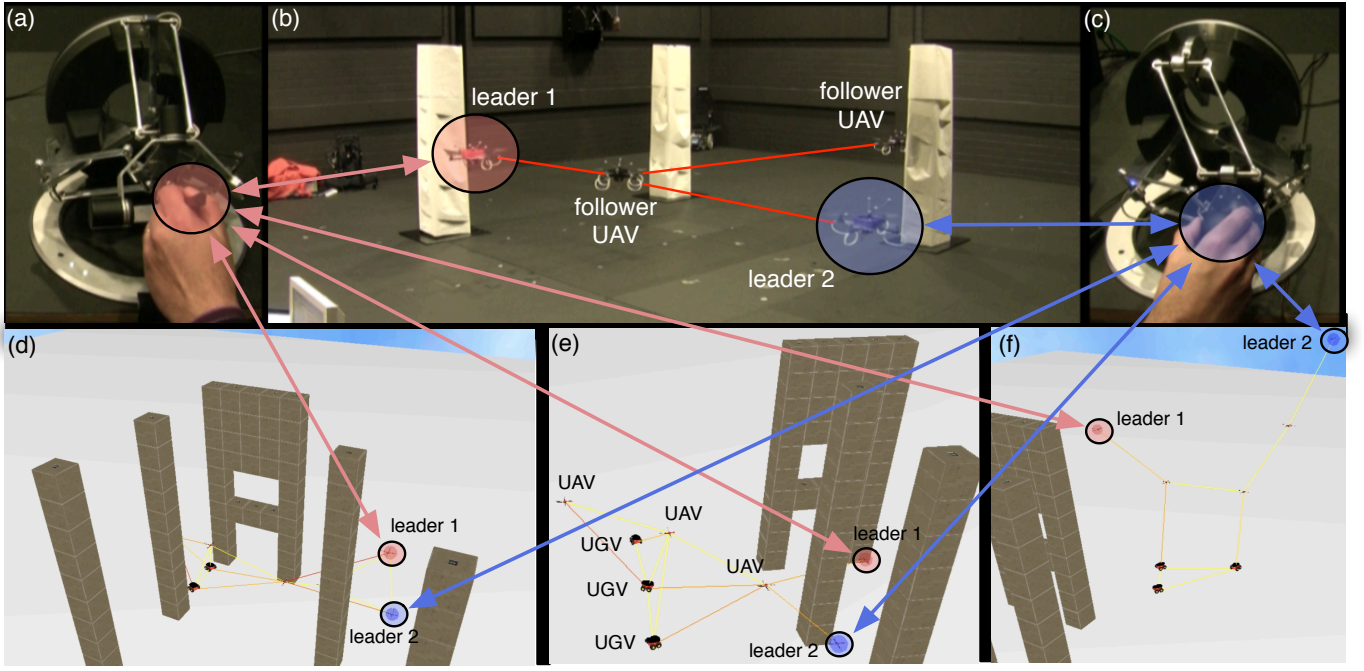 (a)
(b)
leader 1
follower
UAV
follower
UAV
leader 2
(c)
(d)
leader 1
leader 2
(e)
UAV
UAV
UGV
UAV
UGV
UGV
leader 1
leader 2
(f)
leader 2
leader 1